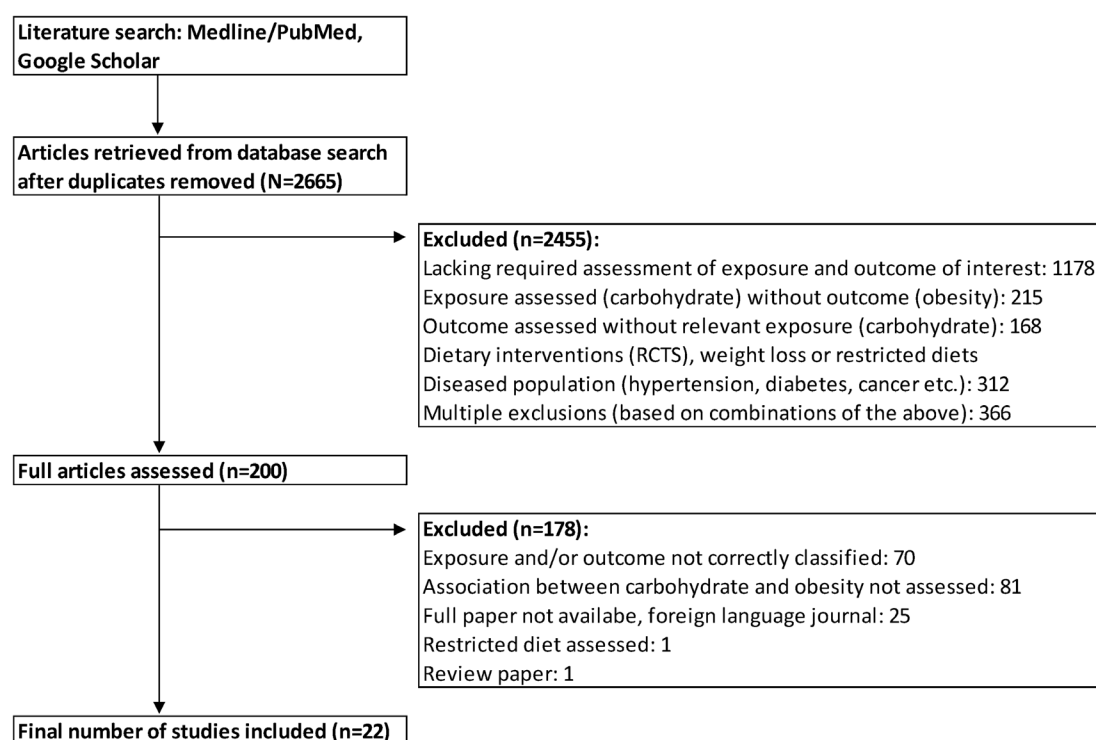 Literature search: Medline/PubMed,
Google Scholar
Articles retrieved from database search
after duplicates removed (N=2665)
Excluded (n=2455):
Lacking required assessment of exposure and outcome of interest: 1178
Exposure assessed (carbohydrate) without outcome (obesity): 215
Outcome assessed without relevant exposure (carbohydrate): 168
Dietary interventions (RCTS), weight loss or restricted diets
Diseased population (hypertension, diabetes, cancer etc.): 312
Multiple exclusions (based on combinations of the above): 366
Full articles assessed (n=200)
Excluded (n=178):
Exposure and/or outcome not correctly classified: 70
Association between carbohydrate and obesity not assessed: 81
Full paper not availabe, foreign language journal: 25
Restricted diet assessed: 1
Review paper: 1
Final number of studies included (n=22)